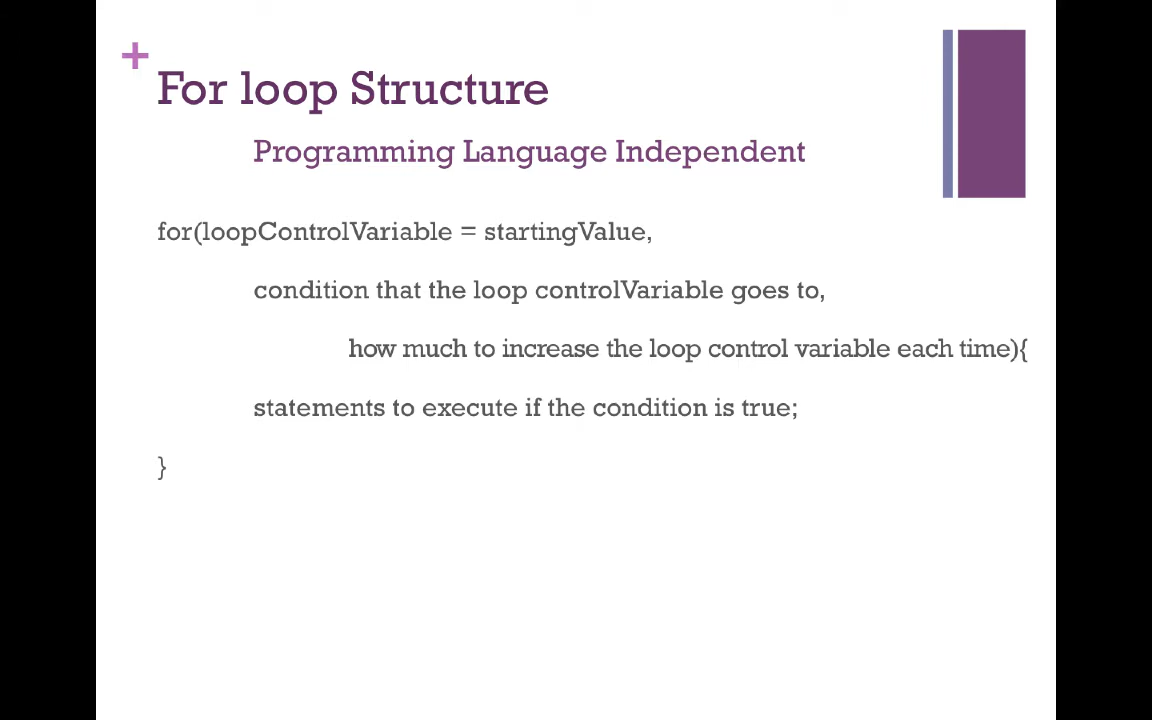 +
For loop Structure
Programming Language Independent
for(loopControlVariable = startingValue,
condition that the loop controlVariable goes to,
how much to increase the loop control variable each time){
statements to execute if the condition is true;
}